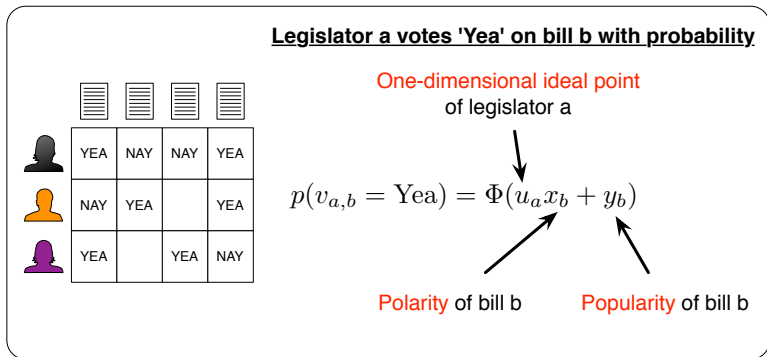 Legislator a votes 'Yea' on bill b with probability
One-dimensional ideal point
of legislator a
YEA NAY NAY YEA
NAY YEA YEA
YEA YEA NAY
p(v_{a,b} = Yea) = Φ(u_a x_b + y_b)
Polarity of bill b
Popularity of bill b